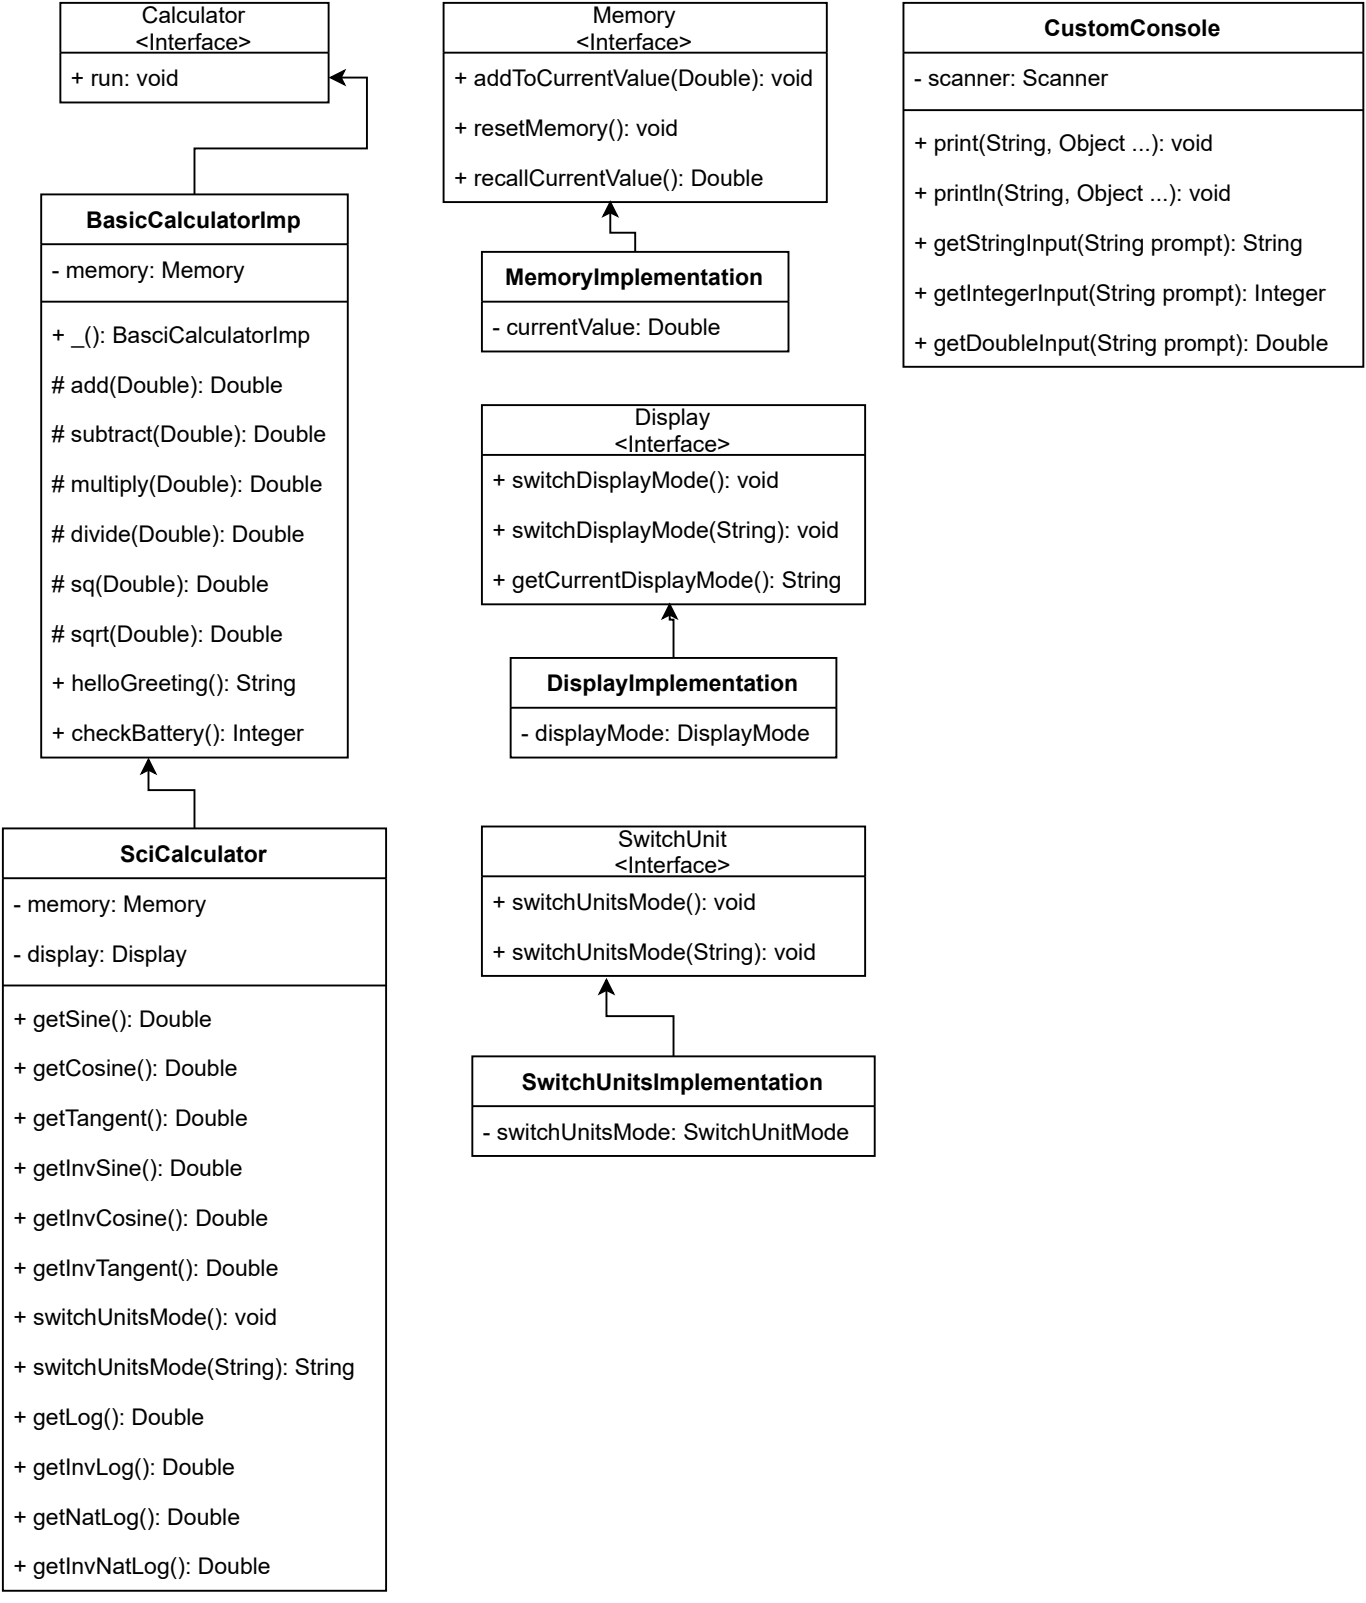 Calculator
<Interface>
+ run: void
BasicCalculatorImp
- memory: Memory
+ _(): BasciCalculatorImp
# add(Double): Double
# subtract(Double): Double
# multiply(Double): Double
# divide(Double): Double
# sq(Double): Double
# sqrt(Double): Double
+ helloGreeting(): String
+ checkBattery(): Integer
SciCalculator
- memory: Memory
- display: Display
+ getSine(): Double
+ getCosine(): Double
+ getTangent(): Double
+ getInvSine(): Double
+ getInvCosine(): Double
+ getInvTangent(): Double
+ switchUnitsMode(): void
+ switchUnitsMode(String): String
+ getLog(): Double
+ getInvLog(): Double
+ getNatLog(): Double
+ getInvNatLog(): Double
Memory
<Interface>
+ addToCurrentValue(Double): void
+ resetMemory(): void
+ recallCurrentValue(): Double
MemoryImplementation
- currentValue: Double
Display
<Interface>
+ switchDisplayMode(): void
+ switchDisplayMode(String): void
+ getCurrentDisplayMode(): String
DisplayImplementation
- displayMode: DisplayMode
SwitchUnit
<Interface>
+ switchUnitsMode(): void
+ switchUnitsMode(String): void
SwitchUnitsImplementation
- switchUnitsMode: SwitchUnitMode
CustomConsole
- scanner: Scanner
+ print(String, Object ...): void
+ println(String, Object ...): void
+ getStringInput(String prompt): String
+ getIntegerInput(String prompt): Integer
+ getDoubleInput(String prompt): Double